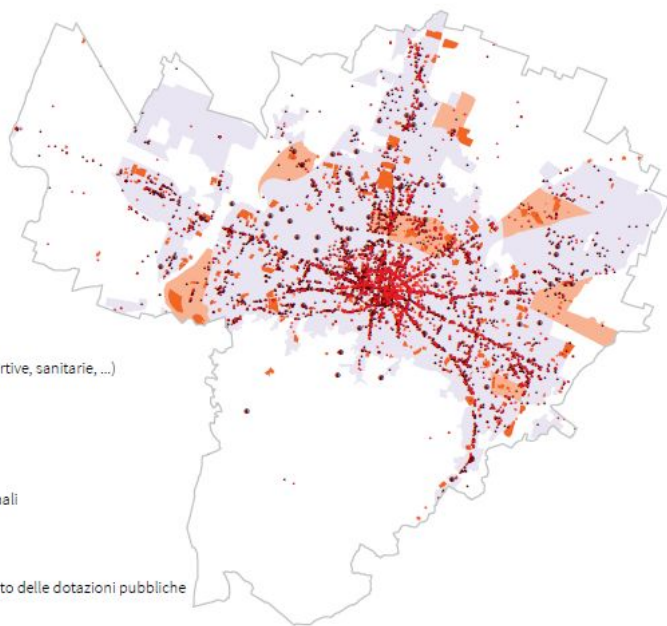 rtive, sanitarie, ...)
ali
to delle dotazioni pubbliche